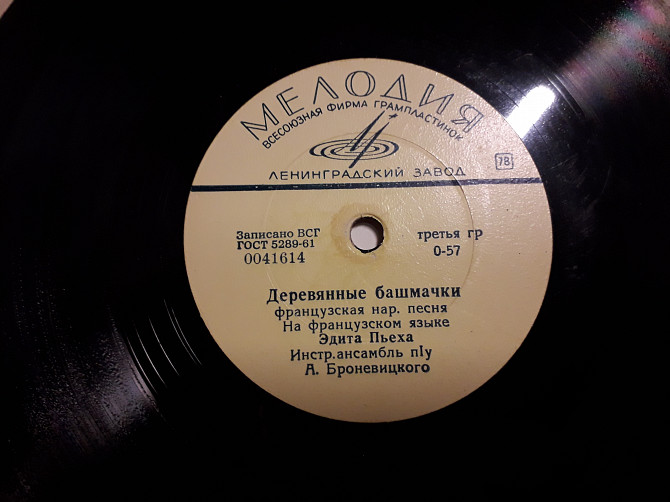 МЕЛОДИЯ
ВСЕСОЮЗНАЯ ФИРМА ГРАМПЛАСТИНОК
78
ЛЕНИНГРАДСКИЙ ЗАВОД
Записано ВСГ
ГОСТ 5289-61
0041614
третья гр
0-57
Деревянные башмачки
французская нар. песня
На французском языке
Эдита Пьеха
Инстр.ансамбль п/у
А. Броневицкого